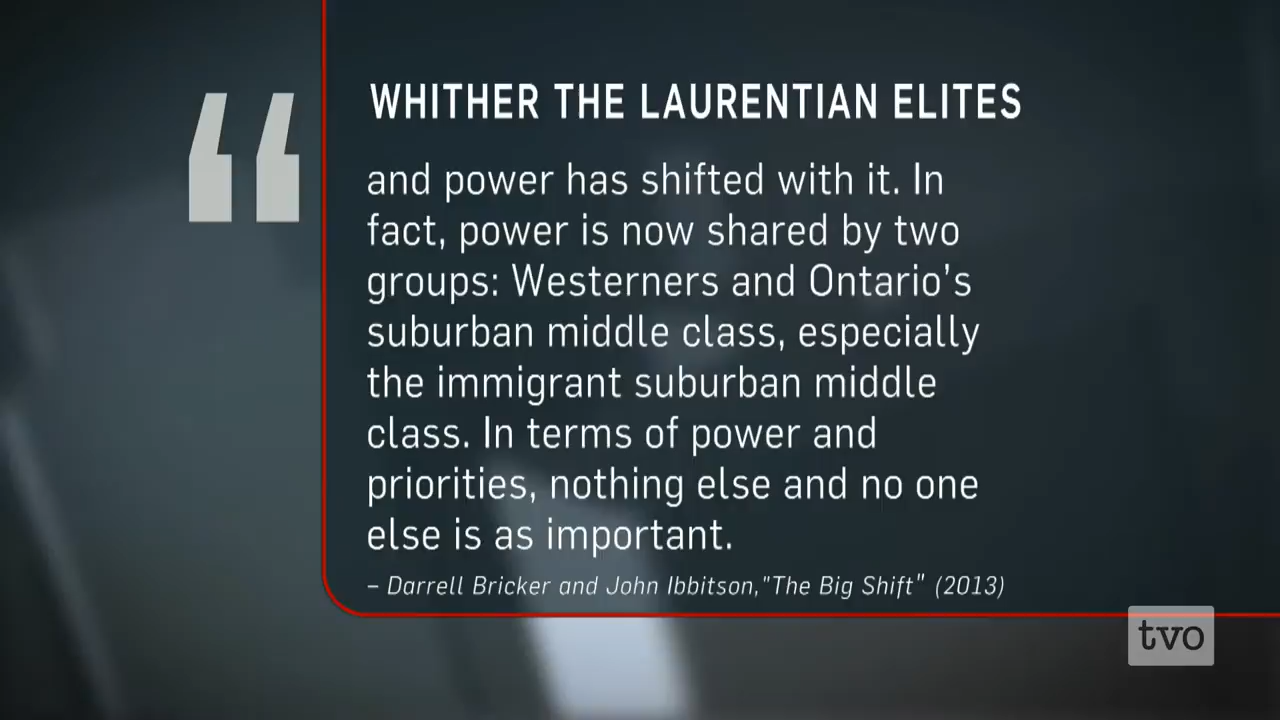 “
WHITHER THE LAURENTIAN ELITES
and power has shifted with it. In
fact, power is now shared by two
groups: Westerners and Ontario's
suburban middle class, especially
the immigrant suburban middle
class. In terms of power and
priorities, nothing else and no one
else is as important.
– Darrell Bricker and John Ibbitson,"The Big Shift" (2013)
tvo